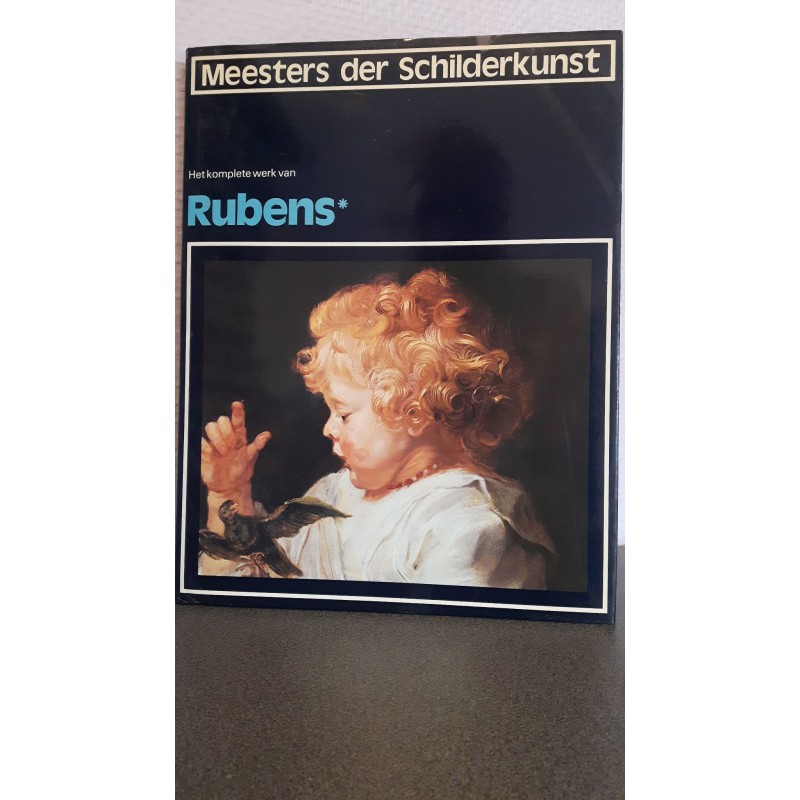 Meesters der Schilderkunst
Het komplete werk van
Rubens*